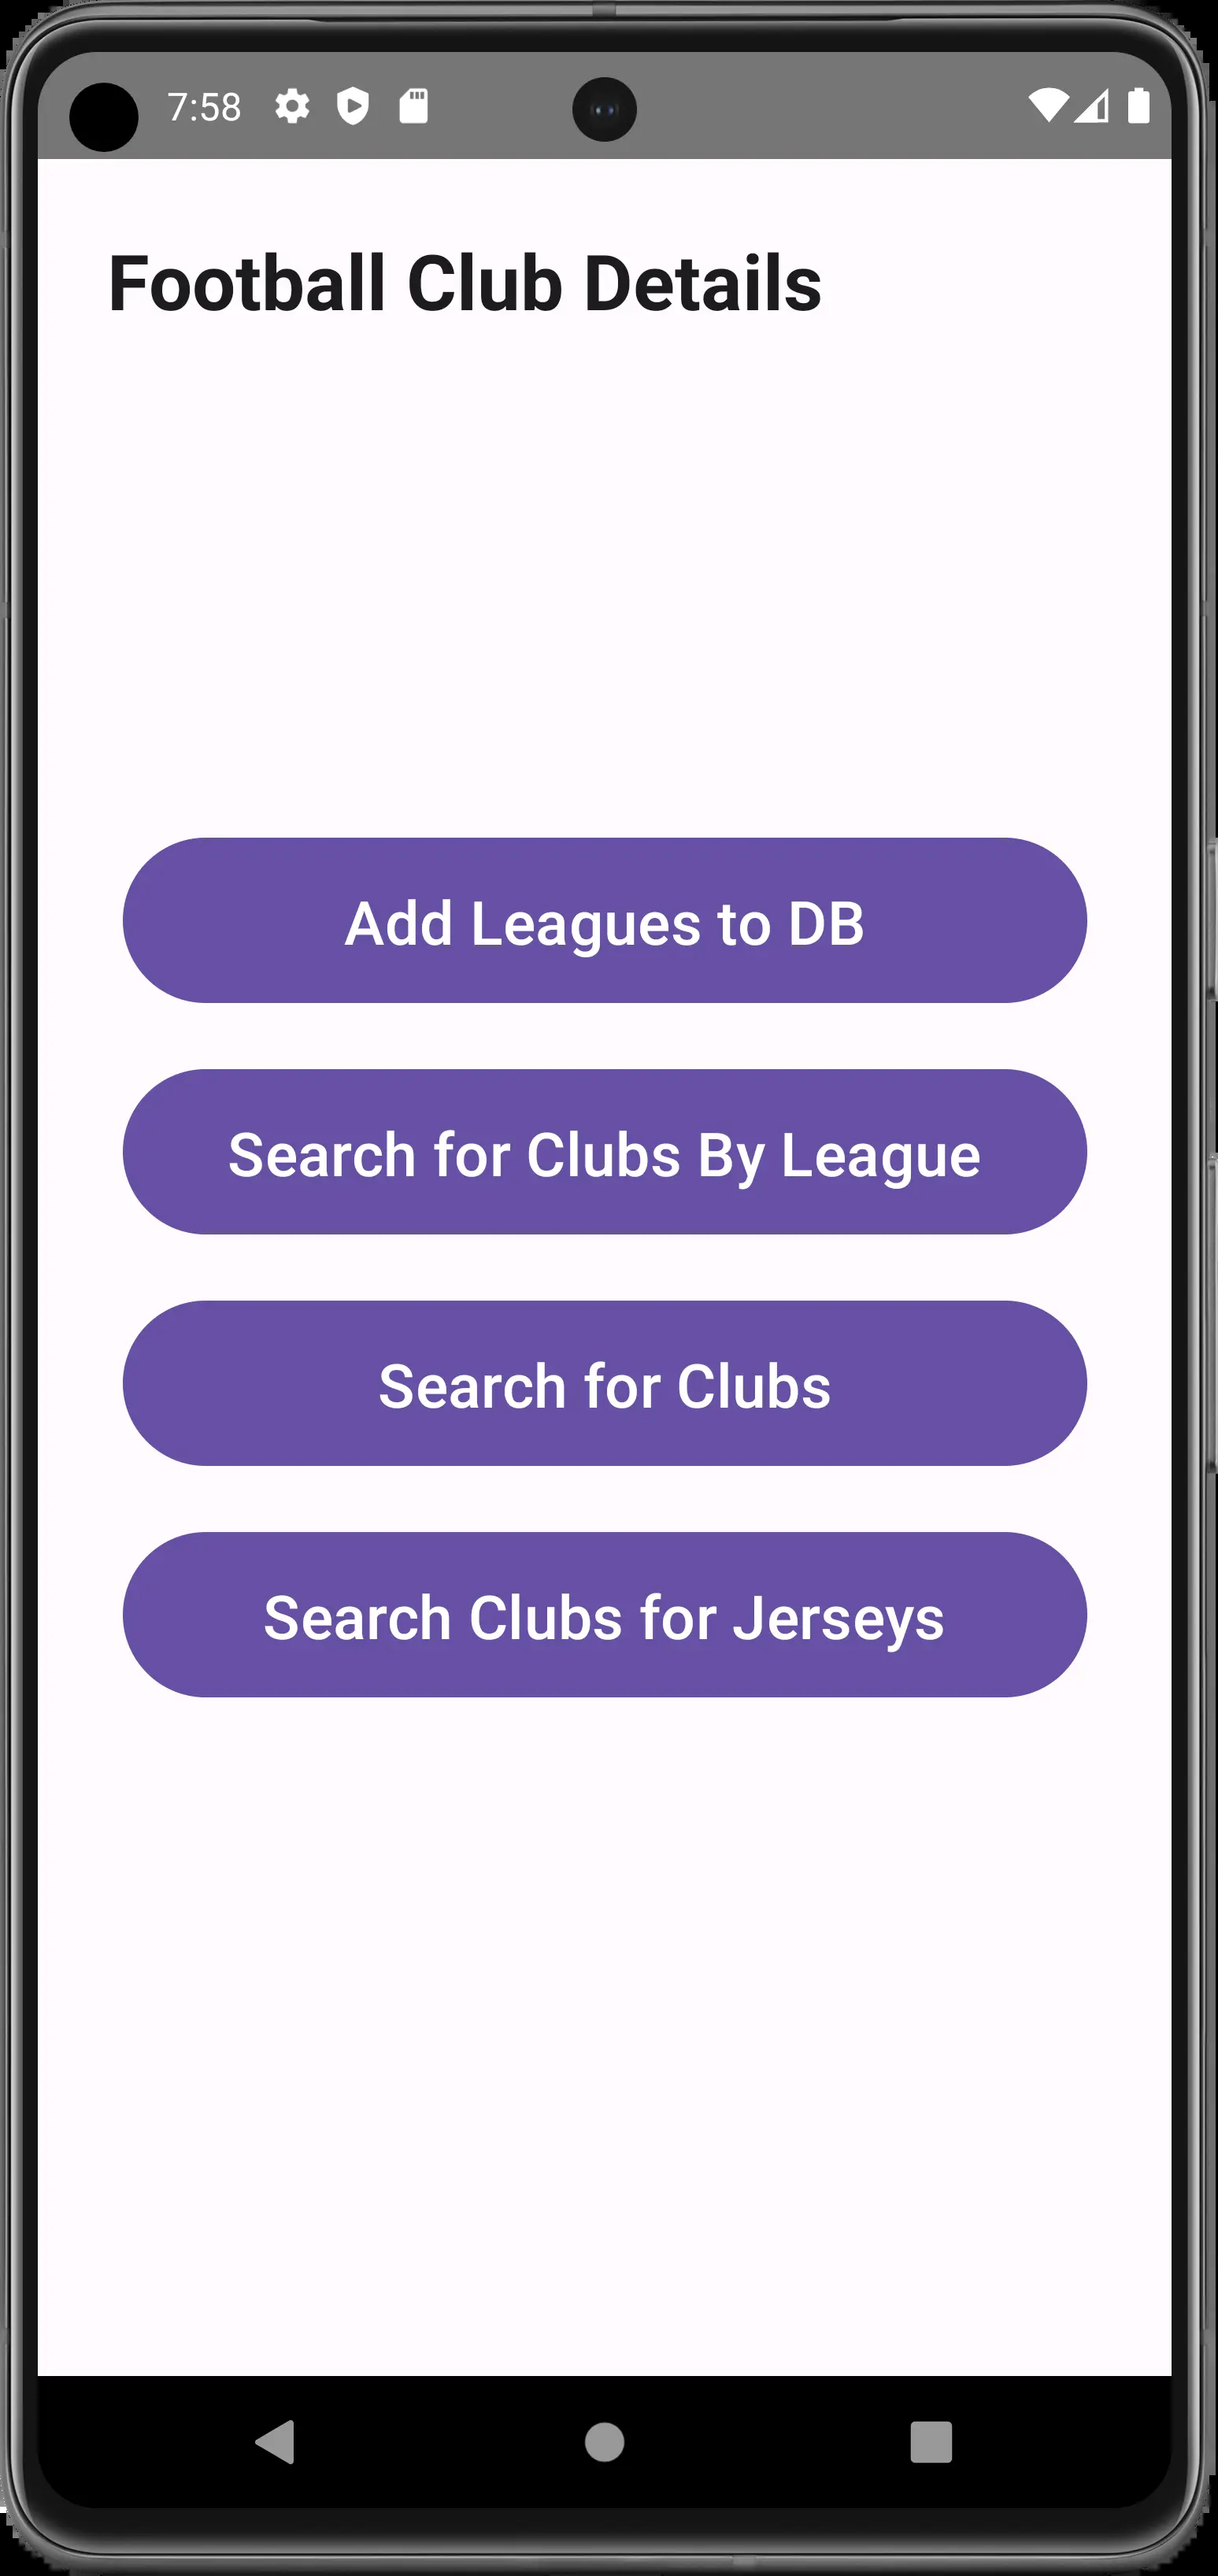 7:58
Football Club Details
Add Leagues to DB
Search for Clubs By League
Search for Clubs
Search Clubs for Jerseys